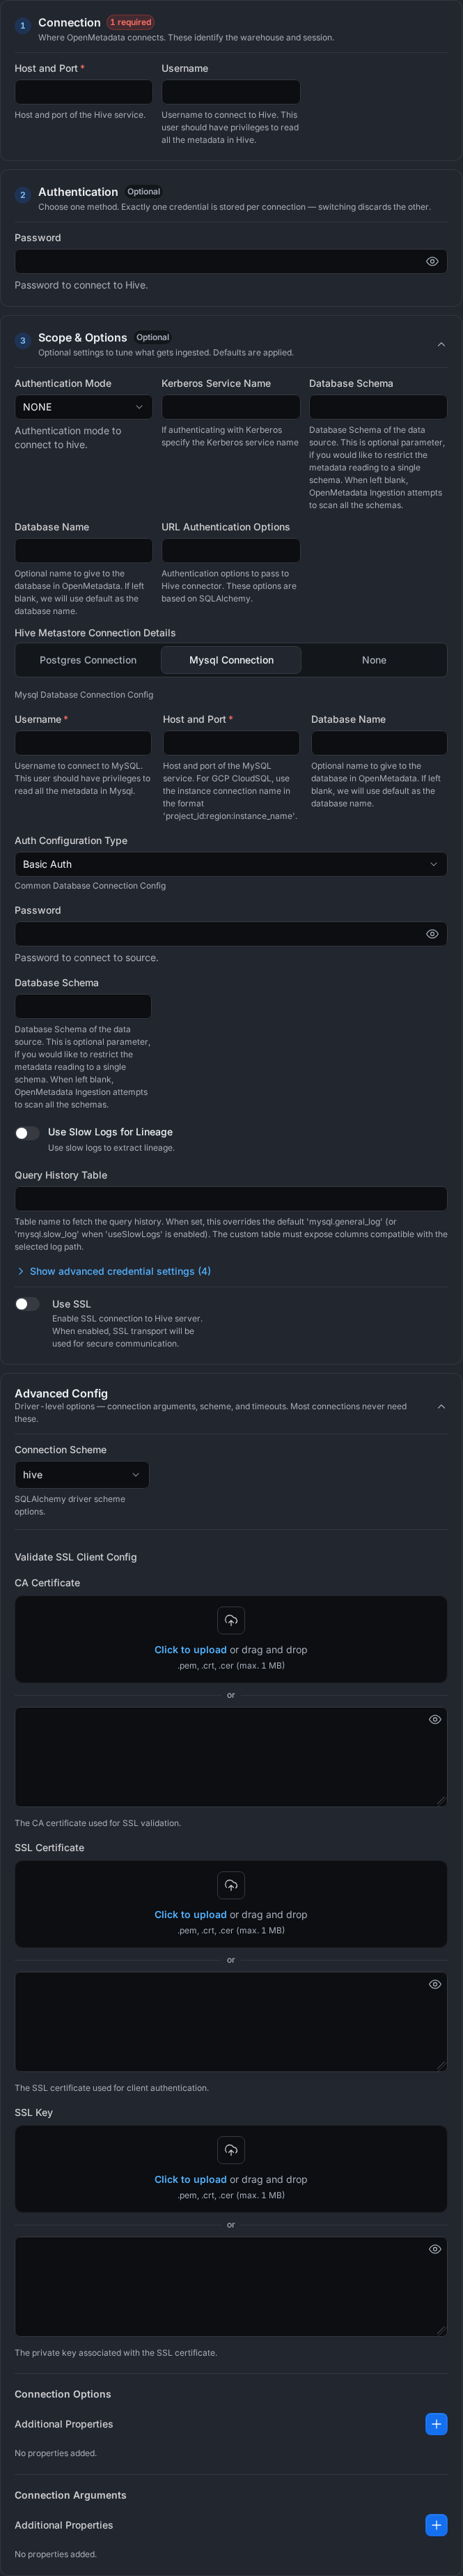 1 Connection 1 required
Where OpenMetadata connects. These identify the warehouse and session.
Host and Port * Username
Host and port of the Hive service.
Username to connect to Hive. This
user should have privileges to read
all the metadata in Hive.
2 Authentication Optional
Choose one method. Exactly one credential is stored per connection — switching discards the other.
Password
Password to connect to Hive.
3 Scope & Options Optional
Optional settings to tune what gets ingested. Defaults are applied.
Authentication Mode Kerberos Service Name Database Schema
NONE
Authentication mode to
connect to hive.
If authenticating with Kerberos
specify the Kerberos service name
Database Schema of the data
source. This is optional parameter,
if you would like to restrict the
metadata reading to a single
schema. When left blank,
OpenMetadata Ingestion attempts
to scan all the schemas.
Database Name URL Authentication Options
Optional name to give to the
database in OpenMetadata. If left
blank, we will use default as the
database name.
Authentication options to pass to
Hive connector. These options are
based on SQLAlchemy.
Hive Metastore Connection Details
Postgres Connection Mysql Connection None
Mysql Database Connection Config
Username * Host and Port * Database Name
Username to connect to MySQL.
This user should have privileges to
read all the metadata in Mysql.
Host and port of the MySQL
service. For GCP CloudSQL, use
the instance connection name in
the format
'project_id:region:instance_name'.
Optional name to give to the
database in OpenMetadata. If left
blank, we will use default as the
database name.
Auth Configuration Type
Basic Auth
Common Database Connection Config
Password
Password to connect to source.
Database Schema
Database Schema of the data
source. This is optional parameter,
if you would like to restrict the
metadata reading to a single
schema. When left blank,
OpenMetadata Ingestion attempts
to scan all the schemas.
Use Slow Logs for Lineage
Use slow logs to extract lineage.
Query History Table
Table name to fetch the query history. When set, this overrides the default 'mysql.general_log' (or
'mysql.slow_log' when 'useSlowLogs' is enabled). The custom table must expose columns compatible with the
selected log path.
Show advanced credential settings (4)
Use SSL
Enable SSL connection to Hive server.
When enabled, SSL transport will be
used for secure communication.
Advanced Config
Driver-level options — connection arguments, scheme, and timeouts. Most connections never need
these.
Connection Scheme
hive
SQLAlchemy driver scheme
options.
Validate SSL Client Config
CA Certificate
Click to upload or drag and drop
.pem, .crt, .cer (max. 1 MB)
or
The CA certificate used for SSL validation.
SSL Certificate
Click to upload or drag and drop
.pem, .crt, .cer (max. 1 MB)
or
The SSL certificate used for client authentication.
SSL Key
Click to upload or drag and drop
.pem, .crt, .cer (max. 1 MB)
or
The private key associated with the SSL certificate.
Connection Options
Additional Properties
No properties added.
Connection Arguments
Additional Properties
No properties added.